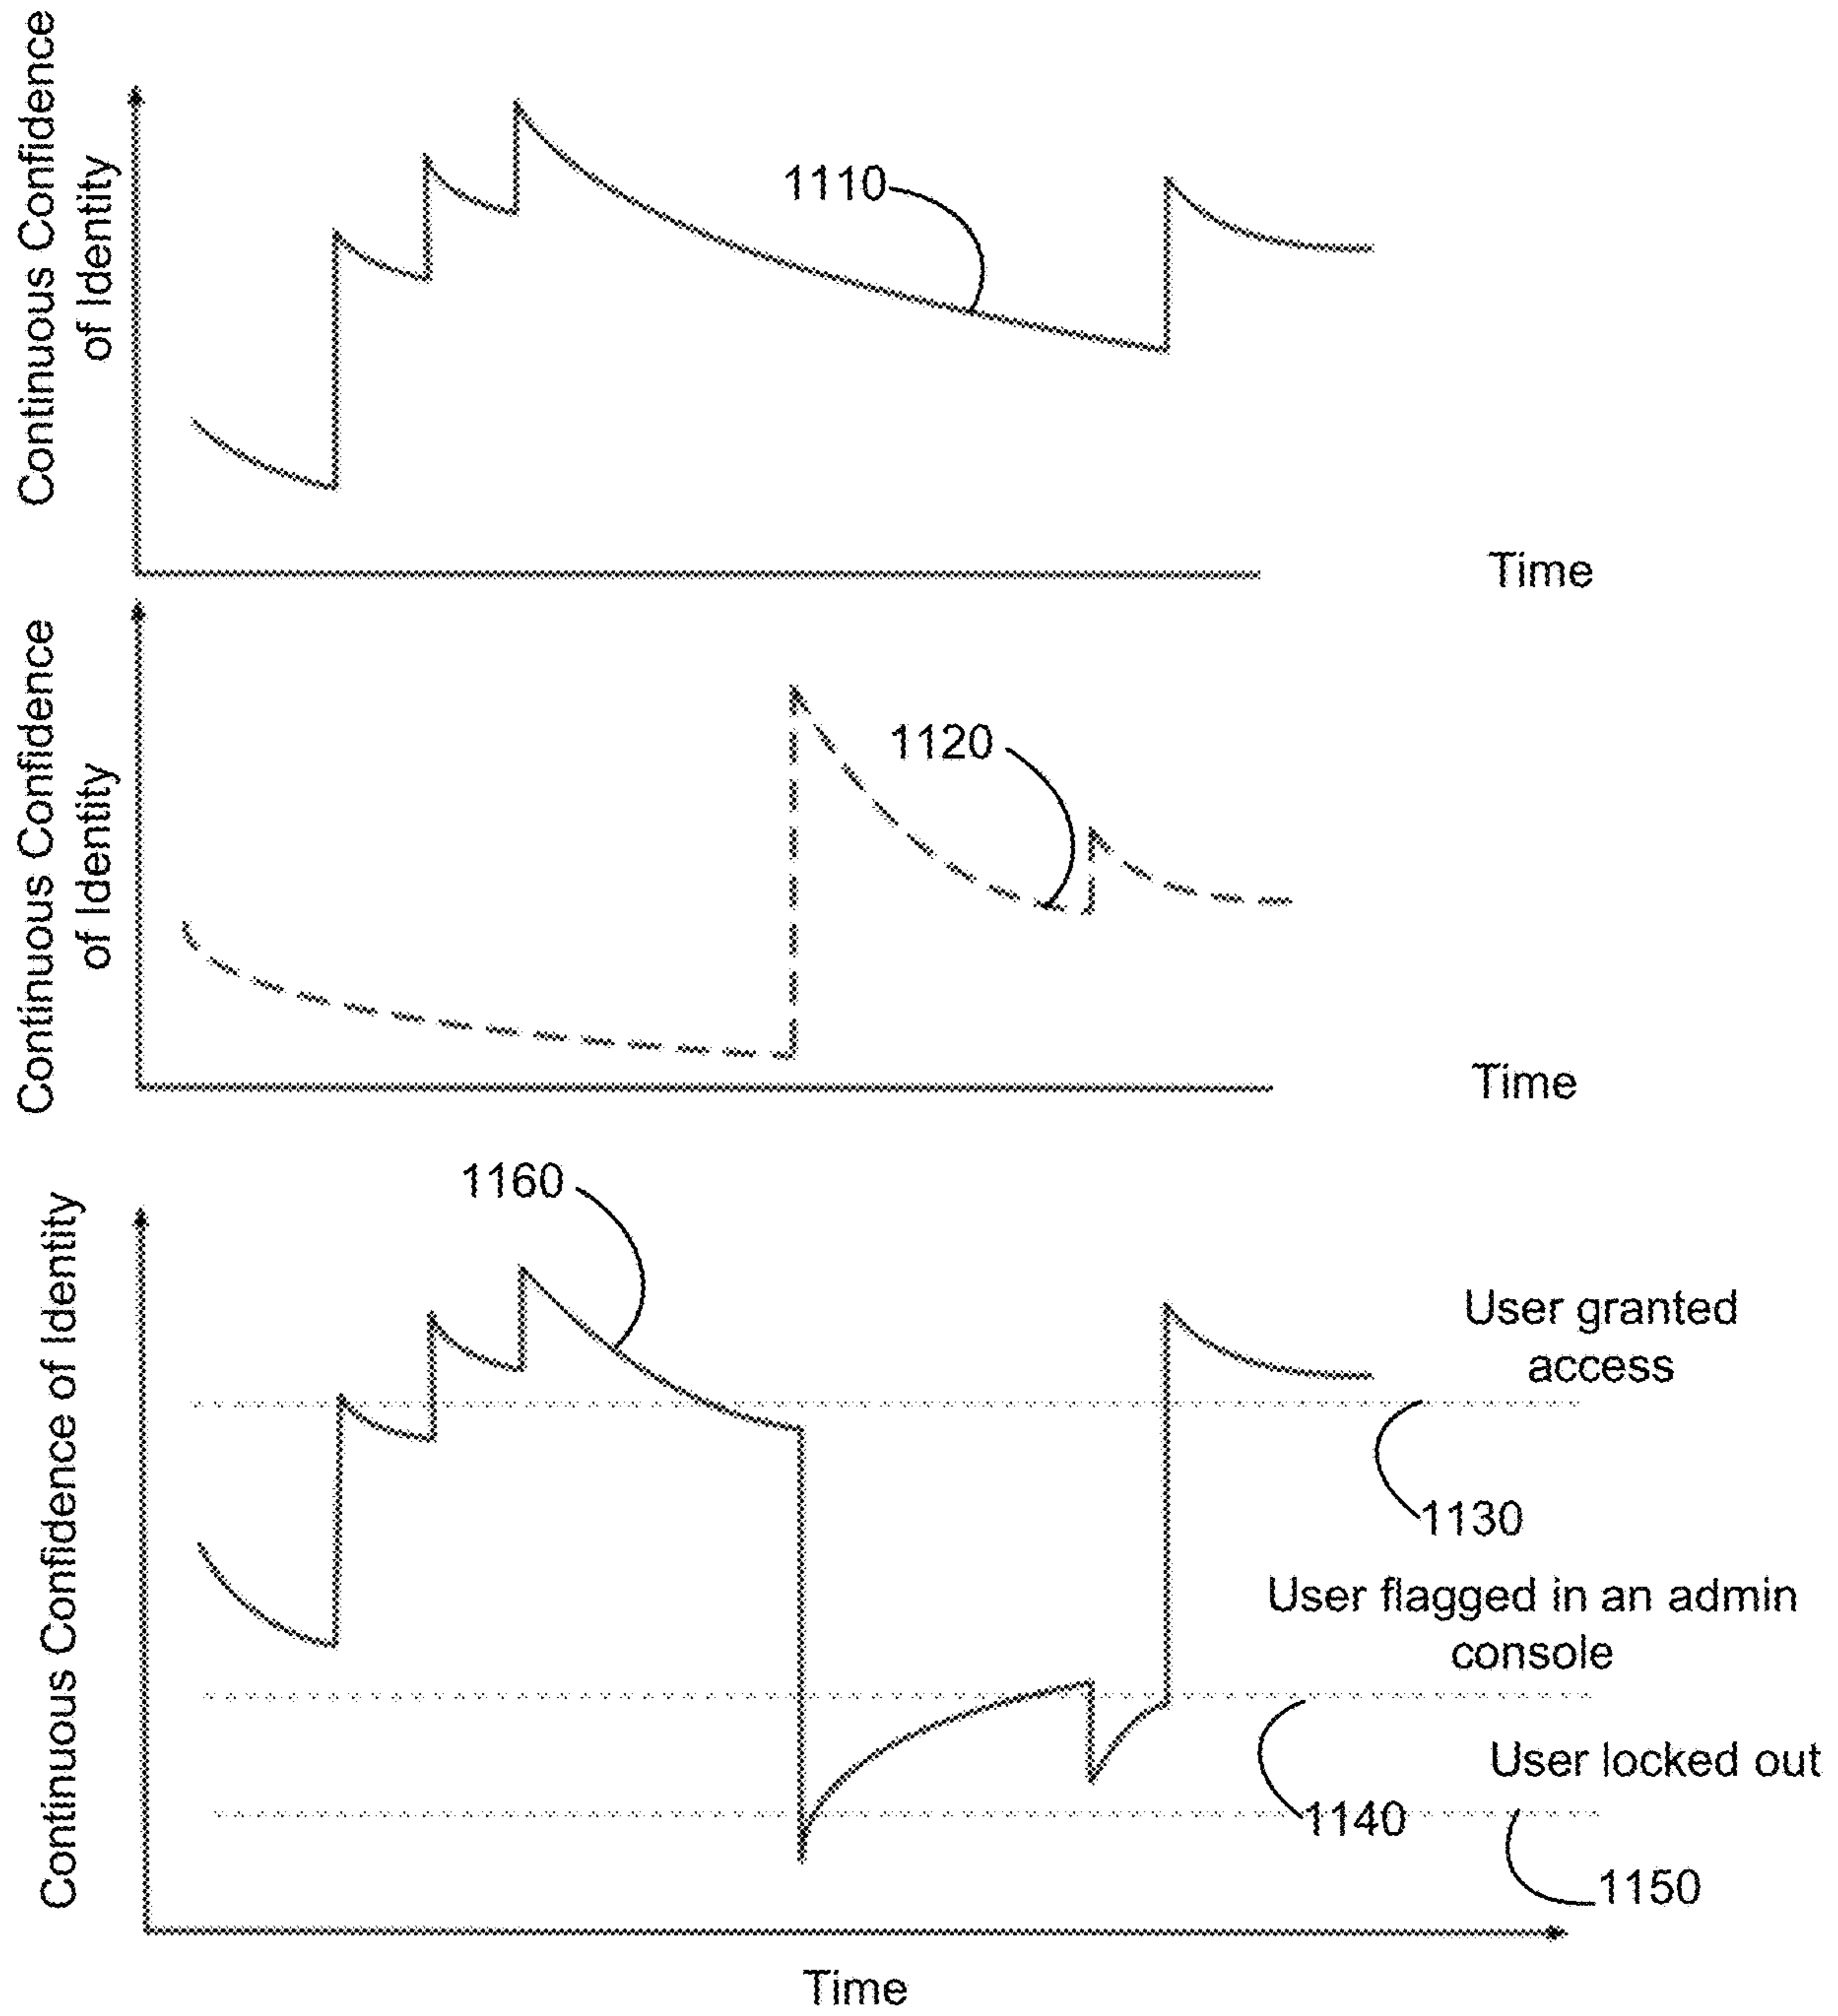 Continuous Confidence
of Identity
1110
Time
Continuous Confidence
of Identity
1120
Time
Continuous Confidence of Identity
1160
User granted
access
1130
User flagged in an admin
console
User locked out
1140
1150
Time